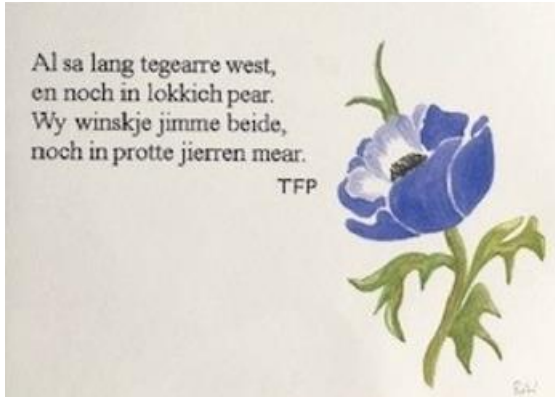 Al sa lang tegearre west,
en noch in lokkich pear.
Wy winskje jimme beide,
noch in protte jierren mear.
TFP